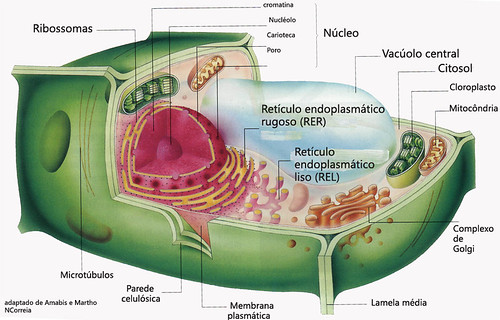 cromatina
Nucléolo
Carioteca
Poro
Núcleo
Ribossomas
Vacúolo central
Citosol
Cloroplasto
Mitocôndria
Retículo endoplasmático
rugoso (RER)
Retículo
endoplasmático
liso (REL)
Complexo
de
Golgi
Microtúbulos
Parede
celulósica
Membrana
plasmática
Lamela média
adaptado de Amabis e Martho
NCorreia